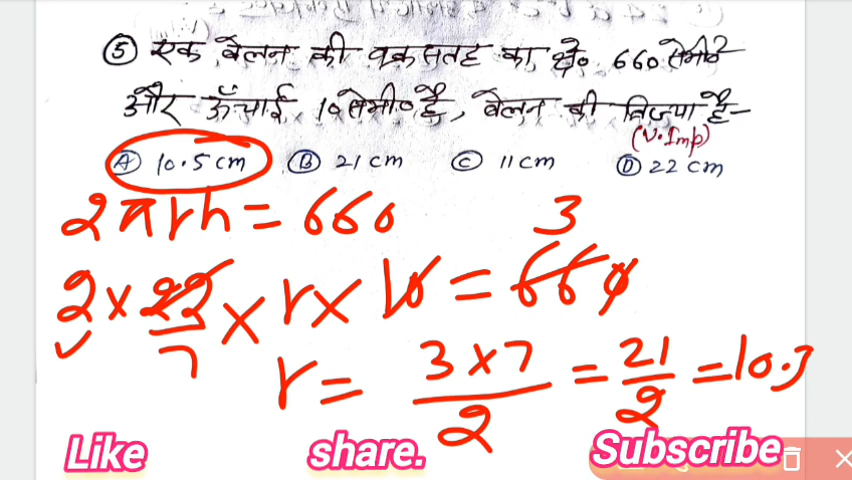 ⑤ एक बेलन की वक्रसतह का क्षे० 660 सेमी०²
और ऊँचाई 10 सेमी० है, बेलन की त्रिज्या है-
(V.Imp)
Ⓐ 10.5 cm Ⓑ 21 cm Ⓒ 11 cm Ⓓ 22 cm
2πrh = 660
3
2 × 22/7 × r × 10 = 660
r = 3×7/2 = 21/2 = 10.5
Like share. Subscribe